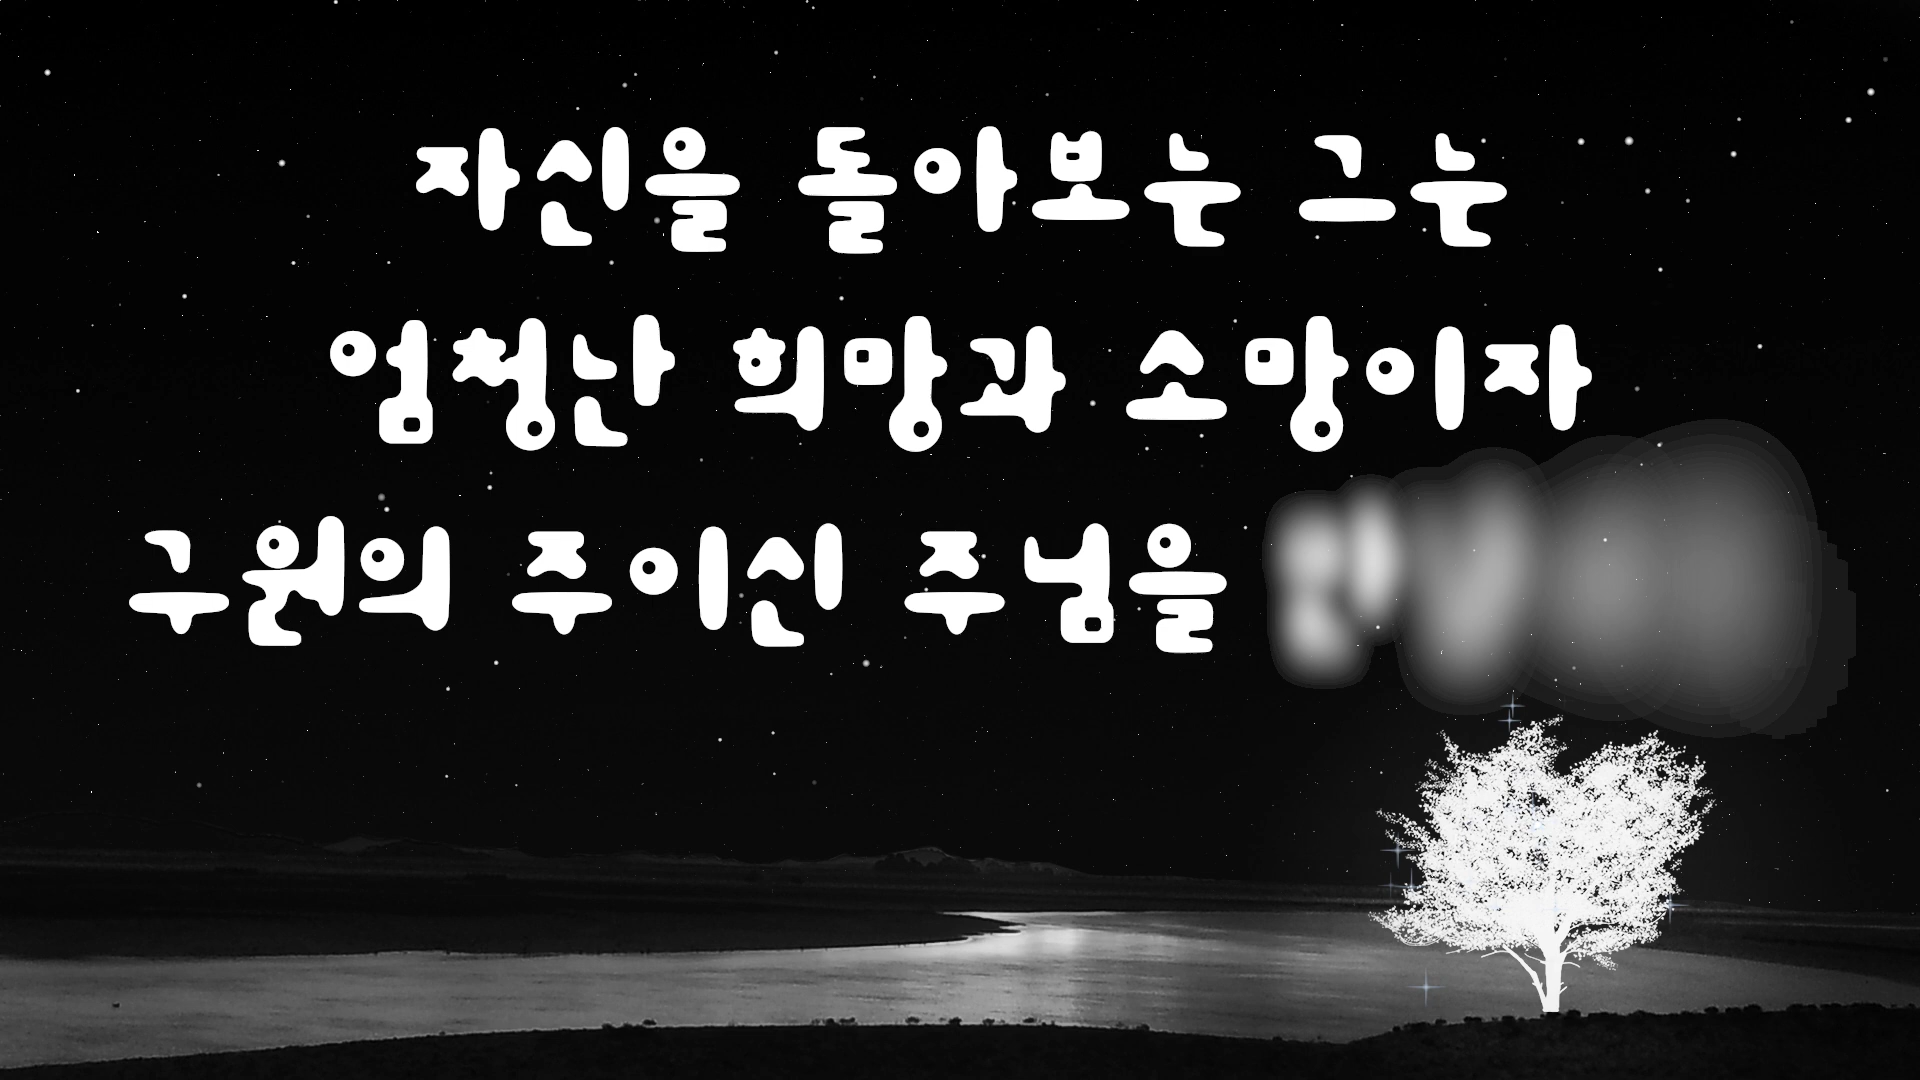 자신을 돌아보는 그는
엄청난 희망과 소망이자
구원의 주이신 주님을